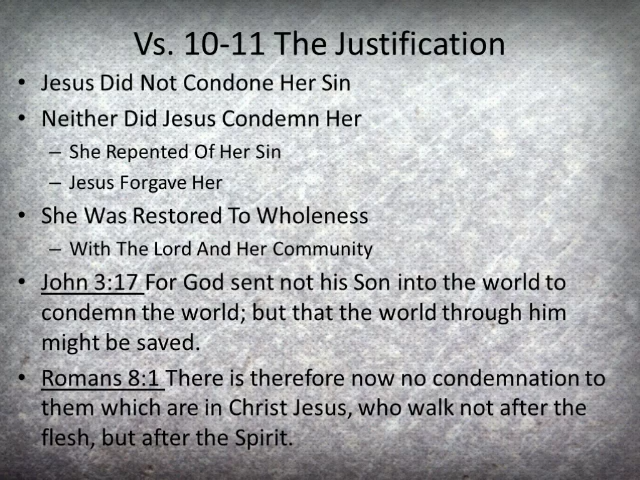 Vs. 10-11 The Justification
• Jesus Did Not Condone Her Sin
• Neither Did Jesus Condemn Her
– She Repented Of Her Sin
– Jesus Forgave Her
• She Was Restored To Wholeness
– With The Lord And Her Community
• John 3:17 For God sent not his Son into the world to
condemn the world; but that the world through him
might be saved.
• Romans 8:1 There is therefore now no condemnation to
them which are in Christ Jesus, who walk not after the
flesh, but after the Spirit.